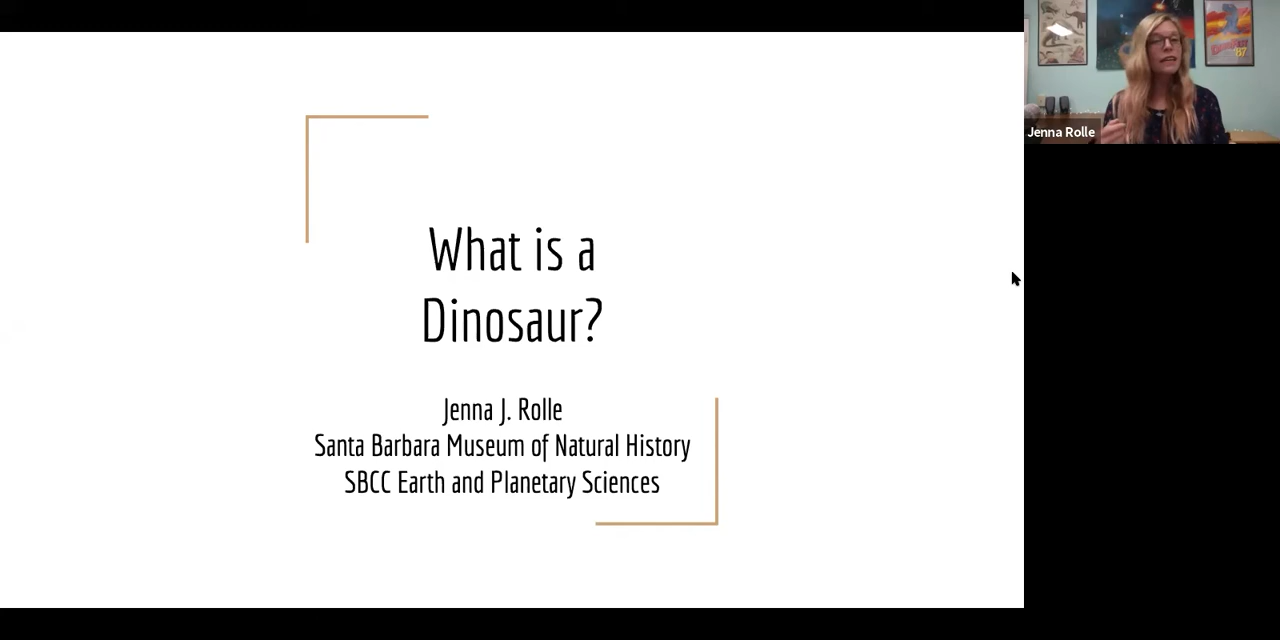 What is a
Dinosaur?
Jenna J. Rolle
Santa Barbara Museum of Natural History
SBCC Earth and Planetary Sciences
Jenna Rolle